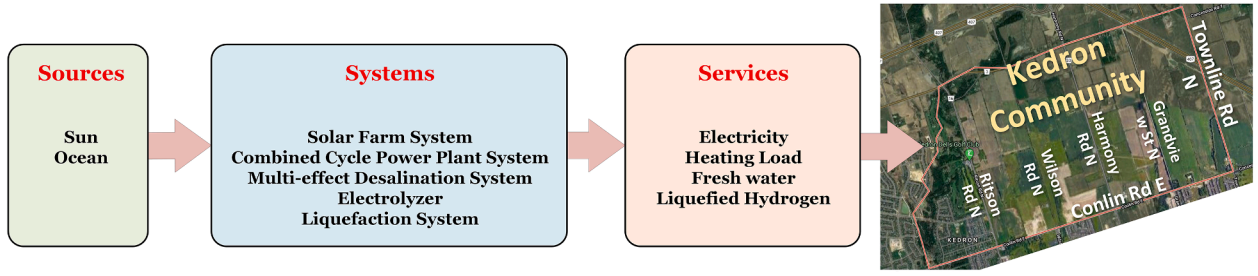 Sources
Sun
Ocean
Systems
Solar Farm System
Combined Cycle Power Plant System
Multi-effect Desalination System
Electrolyzer
Liquefaction System
Services
Electricity
Heating Load
Fresh water
Liquefied Hydrogen
Kedron
Community
Townline Rd
N
Grandvie
w St N
Harmony
Rd N
Wilson
Rd N
Ritson
Rd N
Conlin Rd E
KEDRON